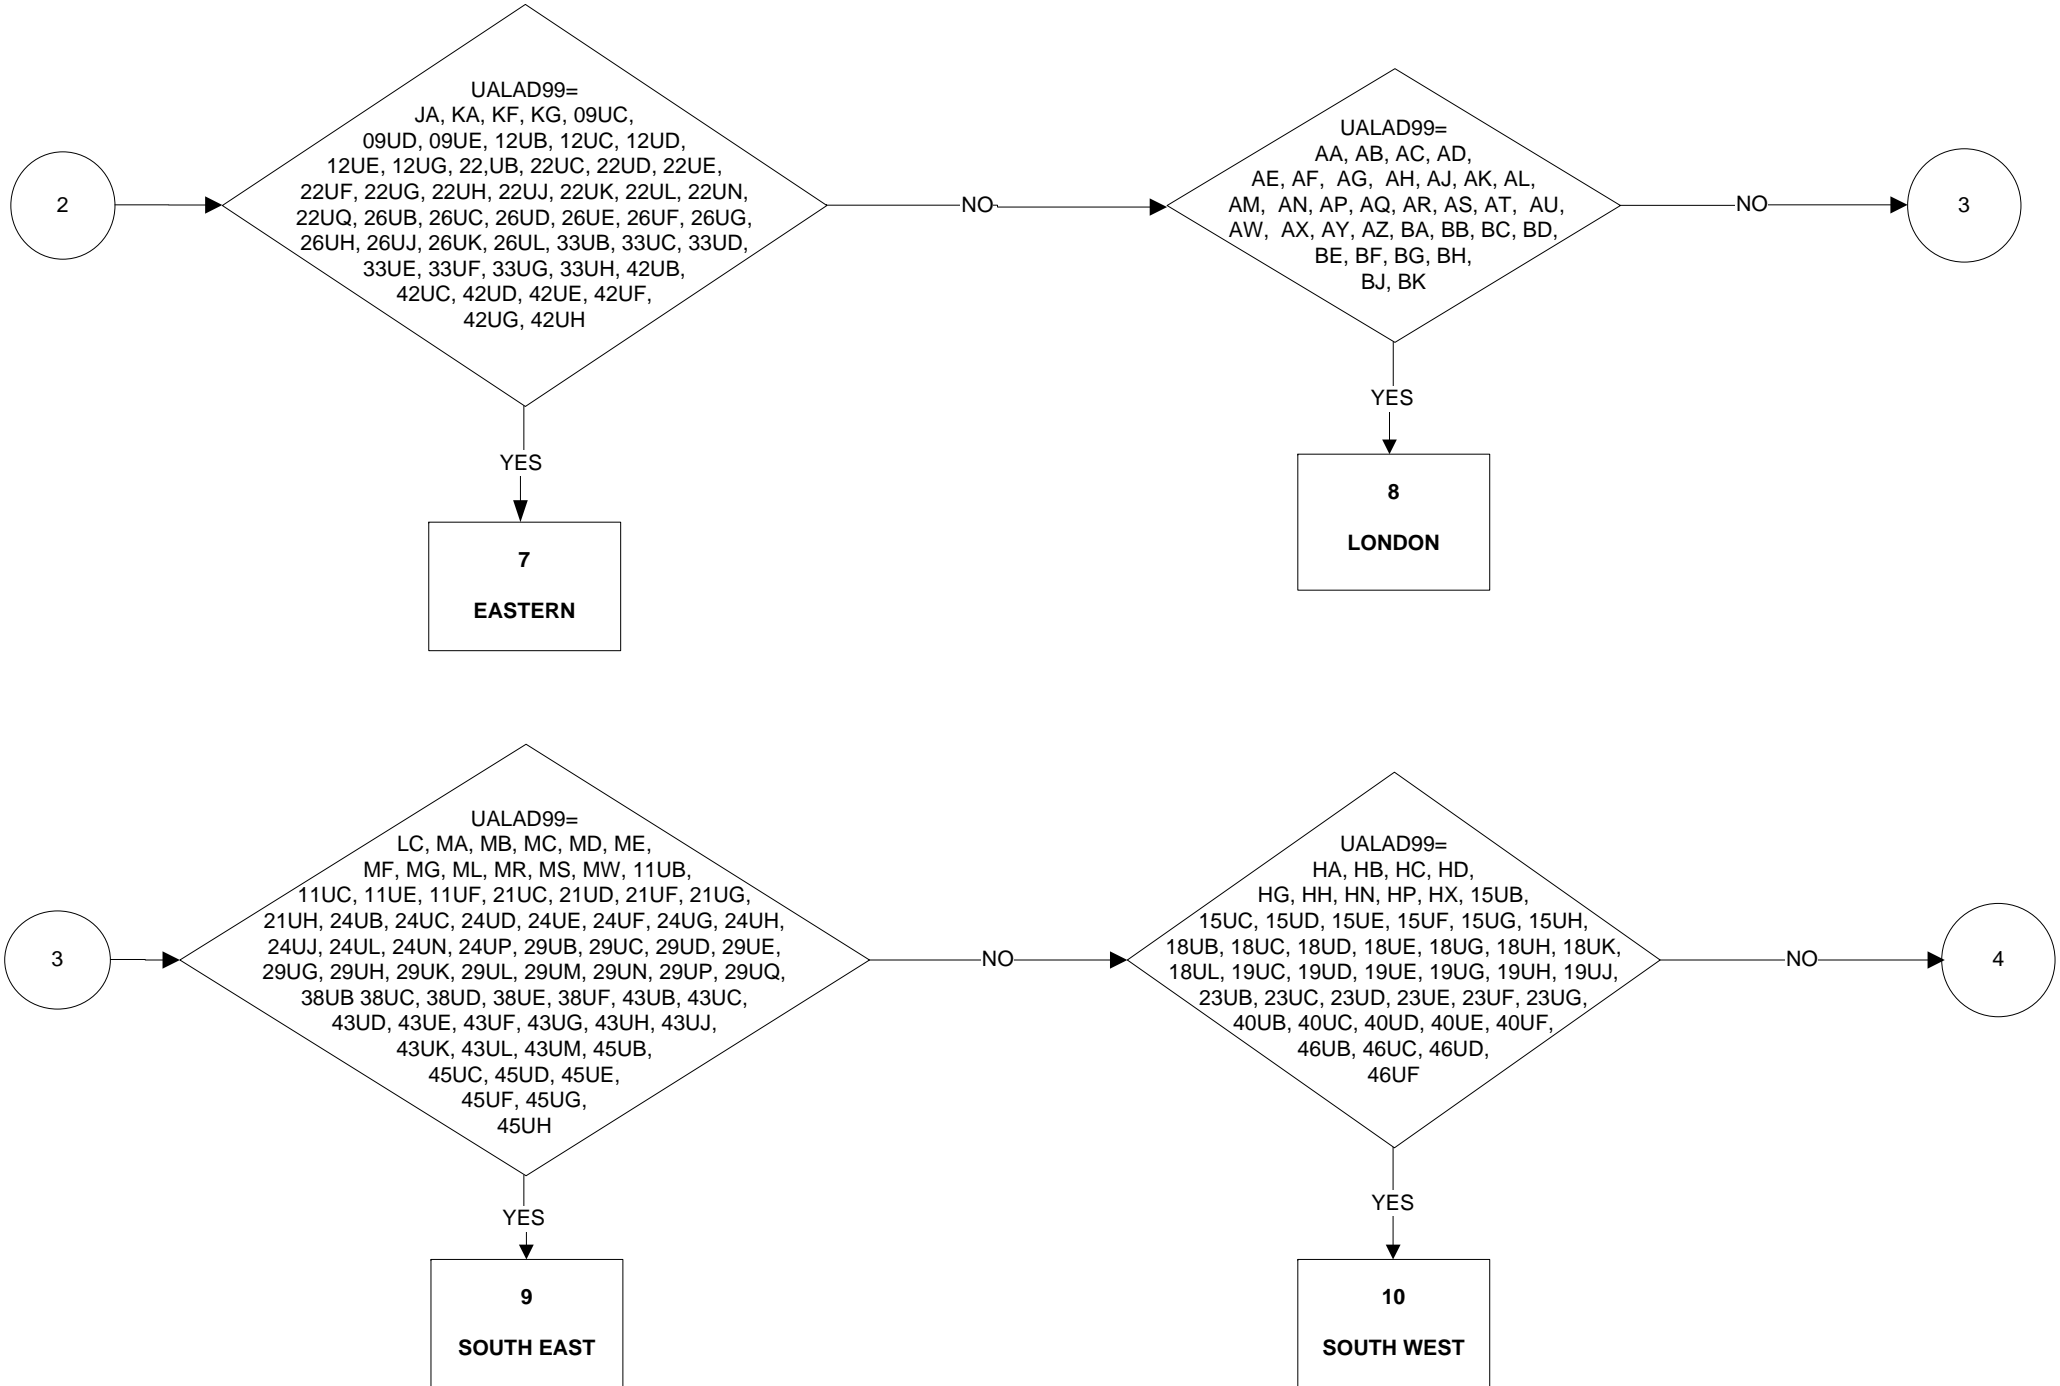 2
UALAD99=
JA, KA, KF, KG, 09UC,
09UD, 09UE, 12UB, 12UC, 12UD,
12UE, 12UG, 22,UB, 22UC, 22UD, 22UE,
22UF, 22UG, 22UH, 22UJ, 22UK, 22UL, 22UN,
22UQ, 26UB, 26UC, 26UD, 26UE, 26UF, 26UG,
26UH, 26UJ, 26UK, 26UL, 33UB, 33UC, 33UD,
33UE, 33UF, 33UG, 33UH, 42UB,
42UC, 42UD, 42UE, 42UF,
42UG, 42UH
NO
UALAD99=
AA, AB, AC, AD,
AE, AF, AG, AH, AJ, AK, AL,
AM, AN, AP, AQ, AR, AS, AT, AU,
AW, AX, AY, AZ, BA, BB, BC, BD,
BE, BF, BG, BH,
BJ, BK
NO
3
YES
7
EASTERN
YES
8
LONDON
3
UALAD99=
LC, MA, MB, MC, MD, ME,
MF, MG, ML, MR, MS, MW, 11UB,
11UC, 11UE, 11UF, 21UC, 21UD, 21UF, 21UG,
21UH, 24UB, 24UC, 24UD, 24UE, 24UF, 24UG, 24UH,
24UJ, 24UL, 24UN, 24UP, 29UB, 29UC, 29UD, 29UE,
29UG, 29UH, 29UK, 29UL, 29UM, 29UN, 29UP, 29UQ,
38UB 38UC, 38UD, 38UE, 38UF, 43UB, 43UC,
43UD, 43UE, 43UF, 43UG, 43UH, 43UJ,
43UK, 43UL, 43UM, 45UB,
45UC, 45UD, 45UE,
45UF, 45UG,
45UH
NO
UALAD99=
HA, HB, HC, HD,
HG, HH, HN, HP, HX, 15UB,
15UC, 15UD, 15UE, 15UF, 15UG, 15UH,
18UB, 18UC, 18UD, 18UE, 18UG, 18UH, 18UK,
18UL, 19UC, 19UD, 19UE, 19UG, 19UH, 19UJ,
23UB, 23UC, 23UD, 23UE, 23UF, 23UG,
40UB, 40UC, 40UD, 40UE, 40UF,
46UB, 46UC, 46UD,
46UF
NO
4
YES
9
SOUTH EAST
YES
10
SOUTH WEST